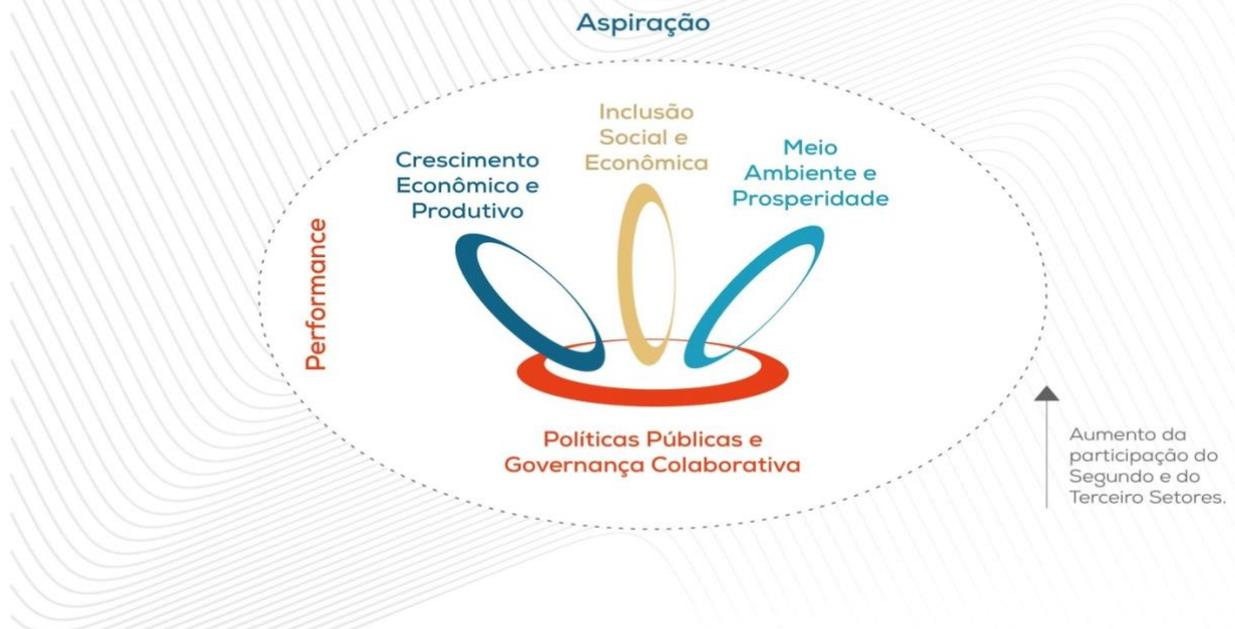 Aspiração
Inclusão
Social e
Econômica
Crescimento
Econômico e
Produtivo
Meio
Ambiente e
Prosperidade
Performance
Políticas Públicas e
Governança Colaborativa
Aumento da
participação do
Segundo e do
Terceiro Setores.